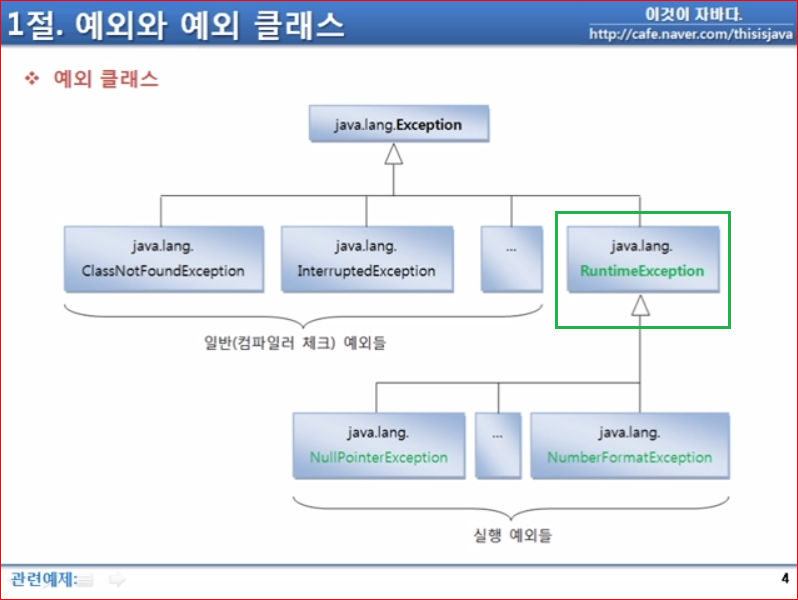 1절. 예외와 예외 클래스
이것이 자바다.
http://cafe.naver.com/thisisjava
예외 클래스
java.lang.Exception
java.lang.
ClassNotFoundException
java.lang.
InterruptedException
...
java.lang.
RuntimeException
일반(컴파일러 체크) 예외들
java.lang.
NullPointerException
...
java.lang.
NumberFormatException
실행 예외들
관련예제:
4